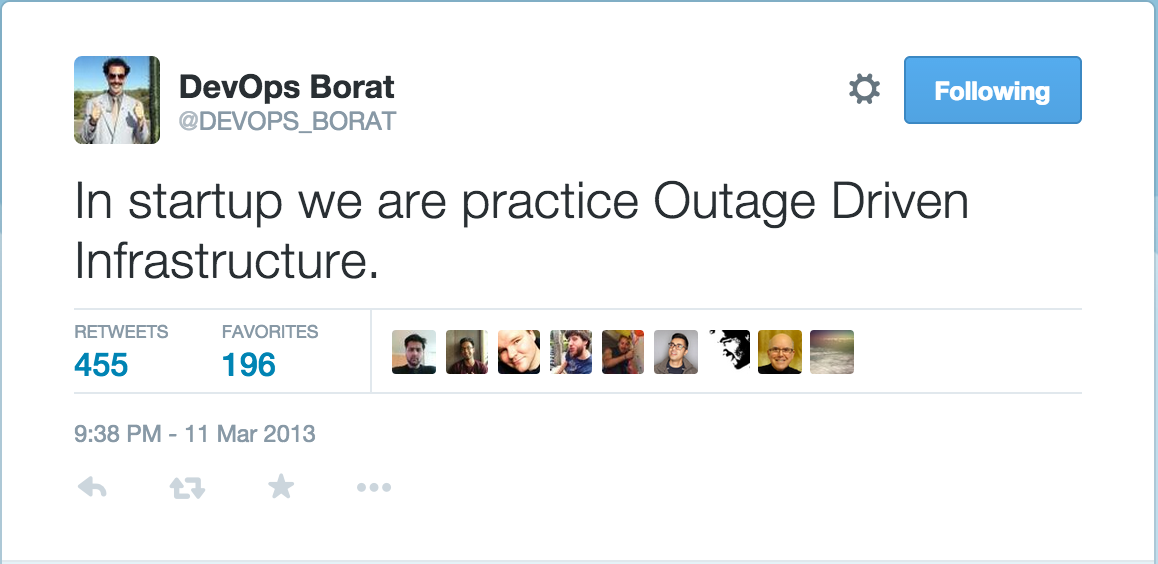 DevOps Borat
@DEVOPS_BORAT
Following
In startup we are practice Outage Driven
Infrastructure.
RETWEETS
FAVORITES
455
196
9:38 PM - 11 Mar 2013